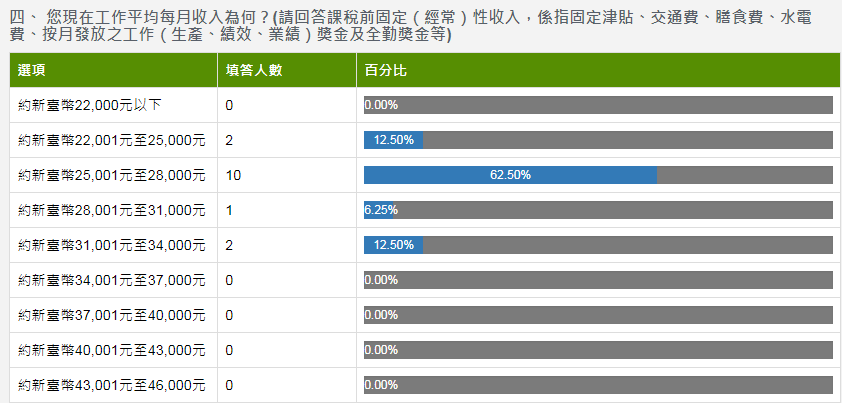 四、 您現在工作平均每月收入為何？(請回答課稅前固定（經常）性收入，係指固定津貼、交通費、膳食費、水電
費、按月發放之工作（生產、績效、業績）獎金及全勤獎金等)
選項 填答人數 百分比
約新臺幣22,000元以下 0 0.00%
約新臺幣22,001元至25,000元 2 12.50%
約新臺幣25,001元至28,000元 10 62.50%
約新臺幣28,001元至31,000元 1 6.25%
約新臺幣31,001元至34,000元 2 12.50%
約新臺幣34,001元至37,000元 0 0.00%
約新臺幣37,001元至40,000元 0 0.00%
約新臺幣40,001元至43,000元 0 0.00%
約新臺幣43,001元至46,000元 0 0.00%